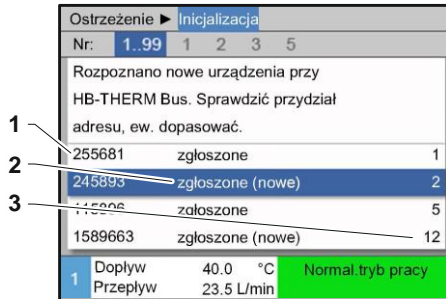 Ostrzeżenie ► Inicjalizacja
Nr: 1..99 1 2 3 5
Rozpoznano nowe urządzenia przy
HB-THERM Bus. Sprawdzić przydział
adresu, ew. dopasować.
1
255681 zgłoszone 1
2
245893 zgłoszone (nowe) 2
3
zgłoszone 5
1589663 zgłoszone (nowe) 12
1 Dopływ 40.0 °C Normal.tryb pracy
Przepływ 23.5 L/min